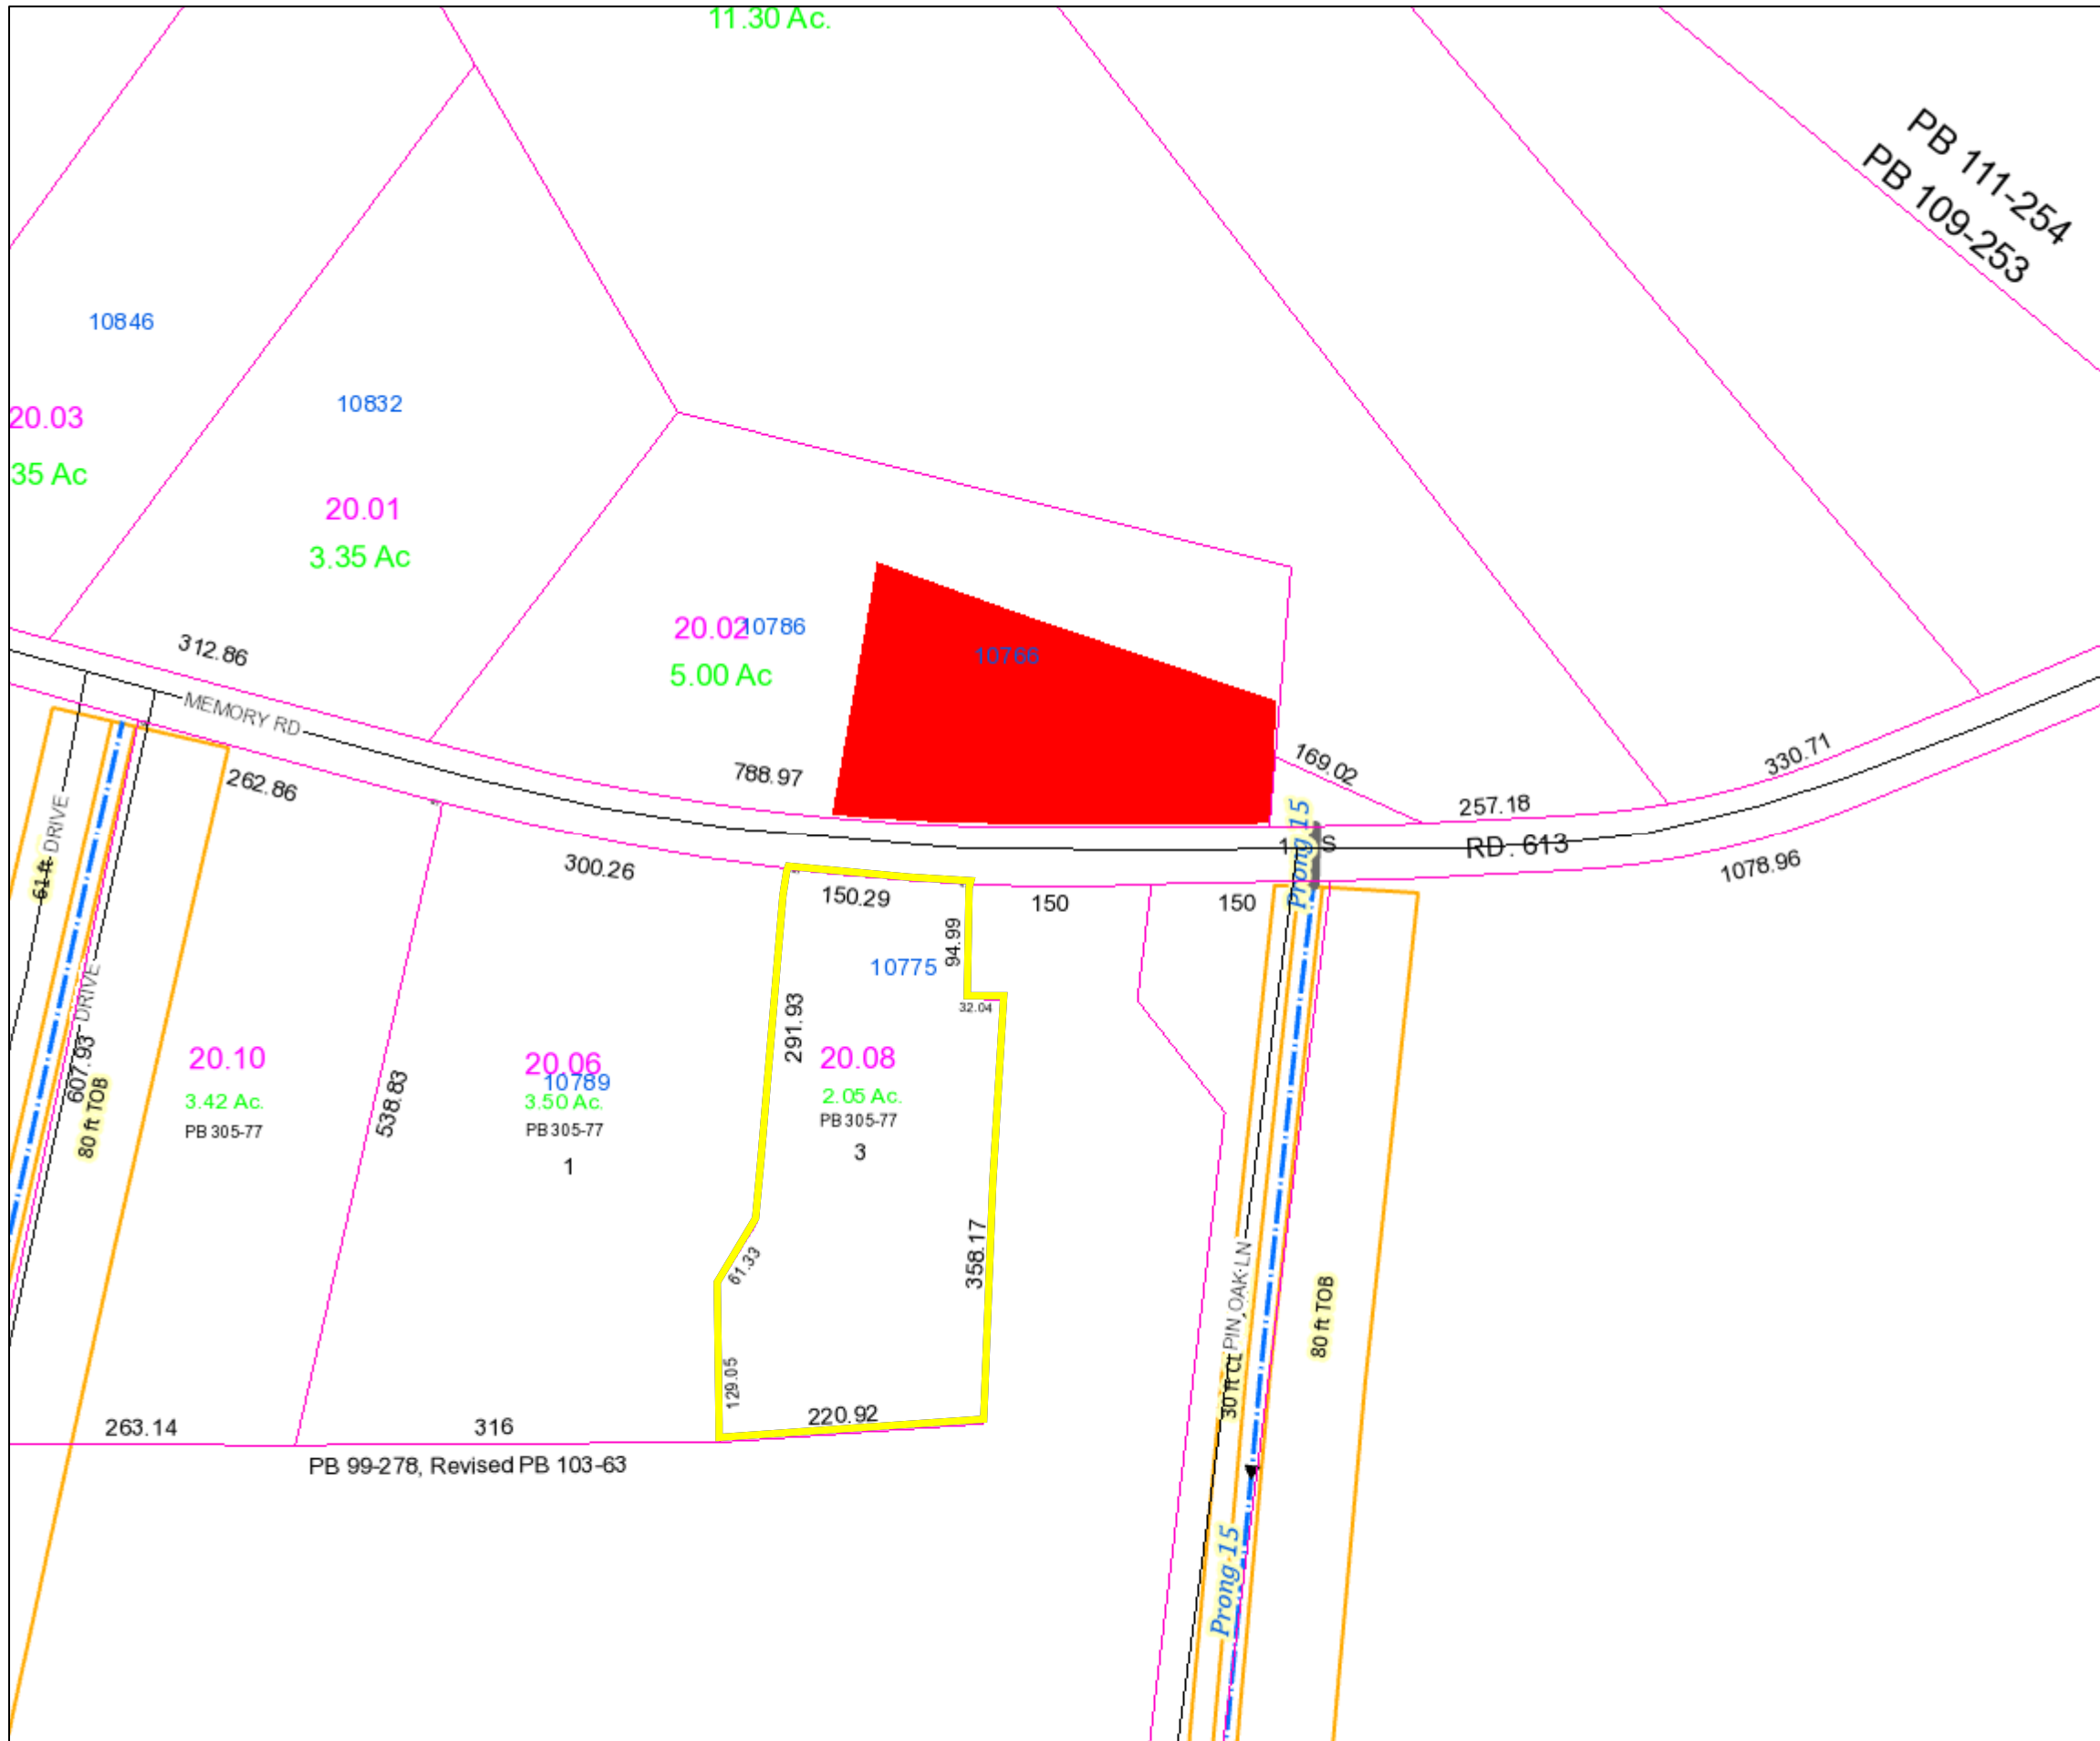 11.30 Ac.
PB 111-254
PB 109-253
10846
10832
20.03
35 Ac
20.01
3.35 Ac
20.02
10786
10766
5.00 Ac
312.86
MEMORY RD
788.97
169.02
330.71
257.18
RD. 613
1078.96
262.86
300.26
150.29
150
150
Prong 15
61 ft
DRIVE
94.99
10775
32.04
291.93
DRIVE
607.93
80 ft TOB
20.10
3.42 Ac.
PB 305-77
538.83
20.06
10789
3.50 Ac.
PB 305-77
1
20.08
2.05 Ac.
PB 305-77
3
358.17
61.33
129.05
220.92
PIN OAK LN
30 ft CL
80 ft TOB
263.14
316
PB 99-278, Revised PB 103-63
Prong 15